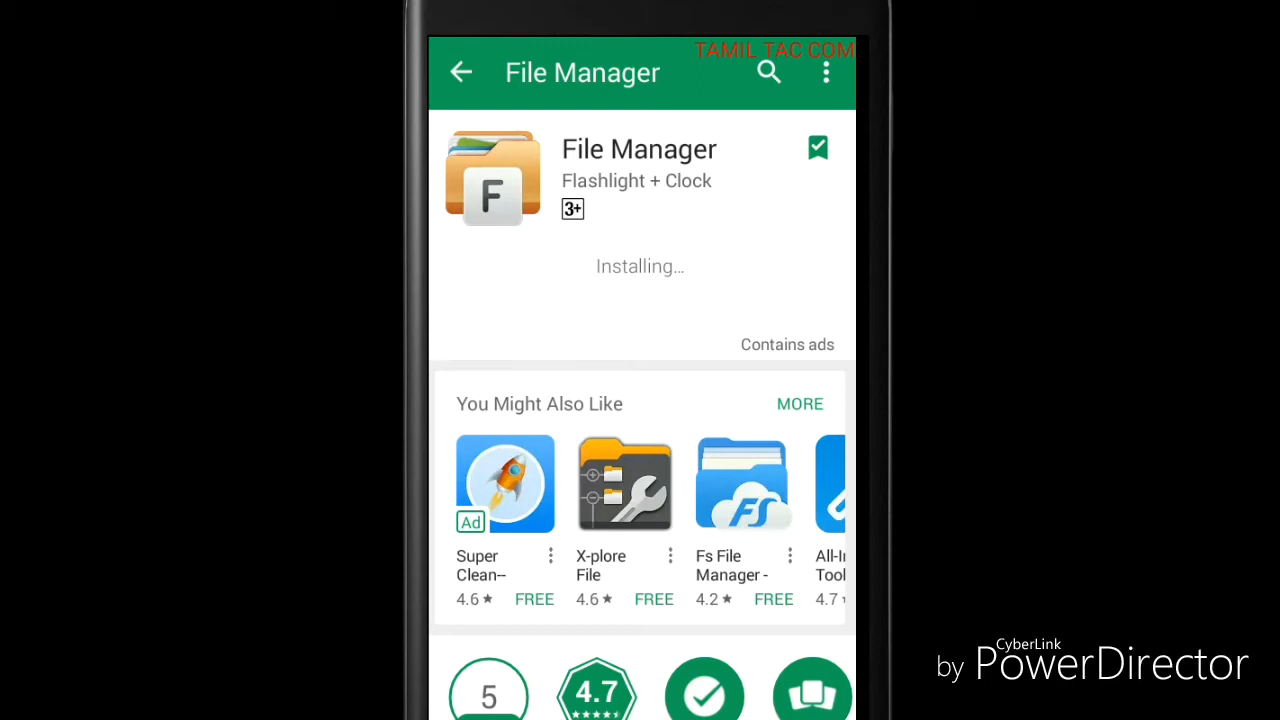 TAMIL TAC COM
File Manager
F
File Manager
Flashlight + Clock
3+
Installing...
Contains ads
You Might Also Like
MORE
Ad
FS
Super
Clean--
4.6★ FREE
X-plore
File
4.6★ FREE
Fs File
Manager -
4.2★ FREE
All-I
Tool
4.7
5
4.7
CyberLink
by PowerDirector